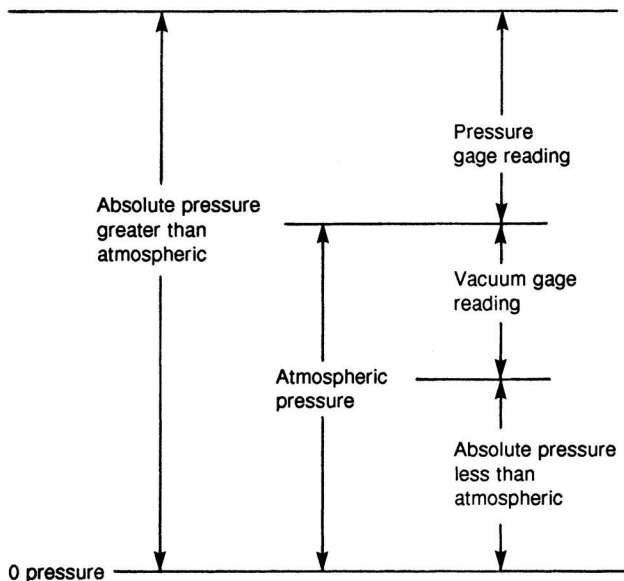 Pressure
gage reading
Absolute pressure
greater than
atmospheric
Vacuum gage
reading
Atmospheric
pressure
Absolute pressure
less than
atmospheric
0 pressure